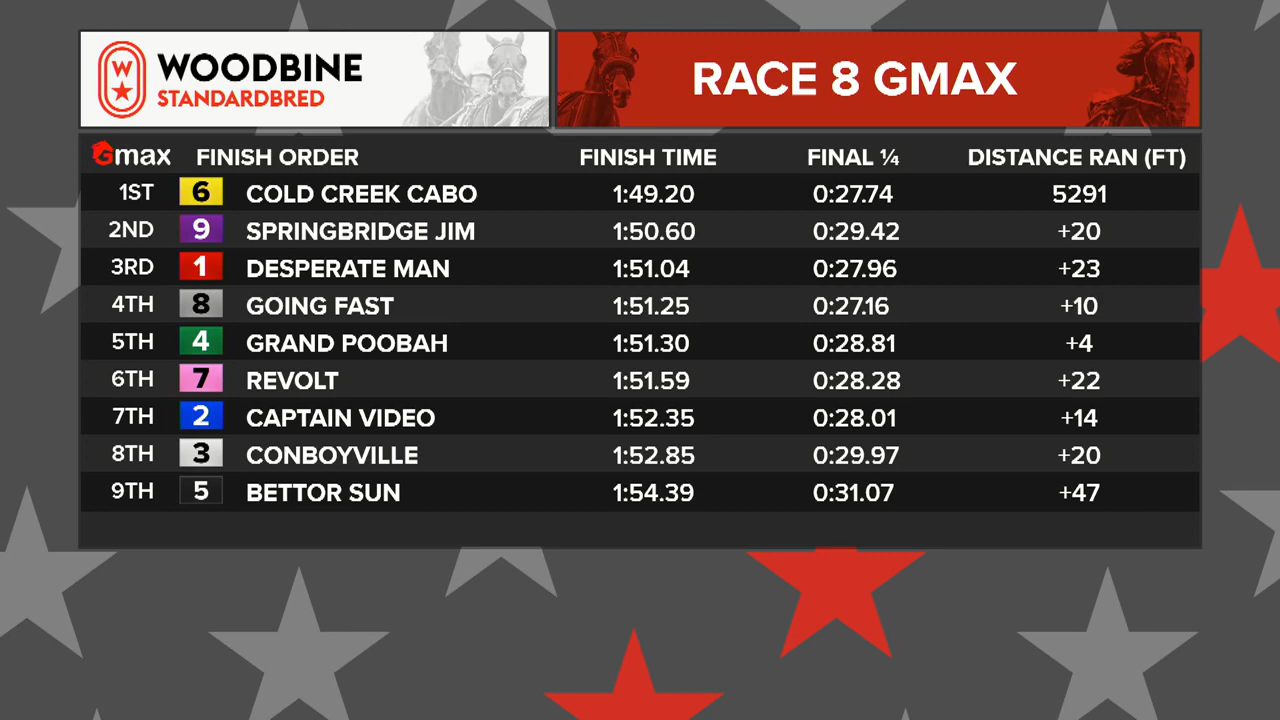 W
WOODBINE
STANDARDBRED
RACE 8 GMAX
Gmax FINISH ORDER FINISH TIME FINAL ¼ DISTANCE RAN (FT)
1ST 6 COLD CREEK CABO 1:49.20 0:27.74 5291
2ND 9 SPRINGBRIDGE JIM 1:50.60 0:29.42 +20
3RD 1 DESPERATE MAN 1:51.04 0:27.96 +23
4TH 8 GOING FAST 1:51.25 0:27.16 +10
5TH 4 GRAND POOBAH 1:51.30 0:28.81 +4
6TH 7 REVOLT 1:51.59 0:28.28 +22
7TH 2 CAPTAIN VIDEO 1:52.35 0:28.01 +14
8TH 3 CONBOYVILLE 1:52.85 0:29.97 +20
9TH 5 BETTOR SUN 1:54.39 0:31.07 +47